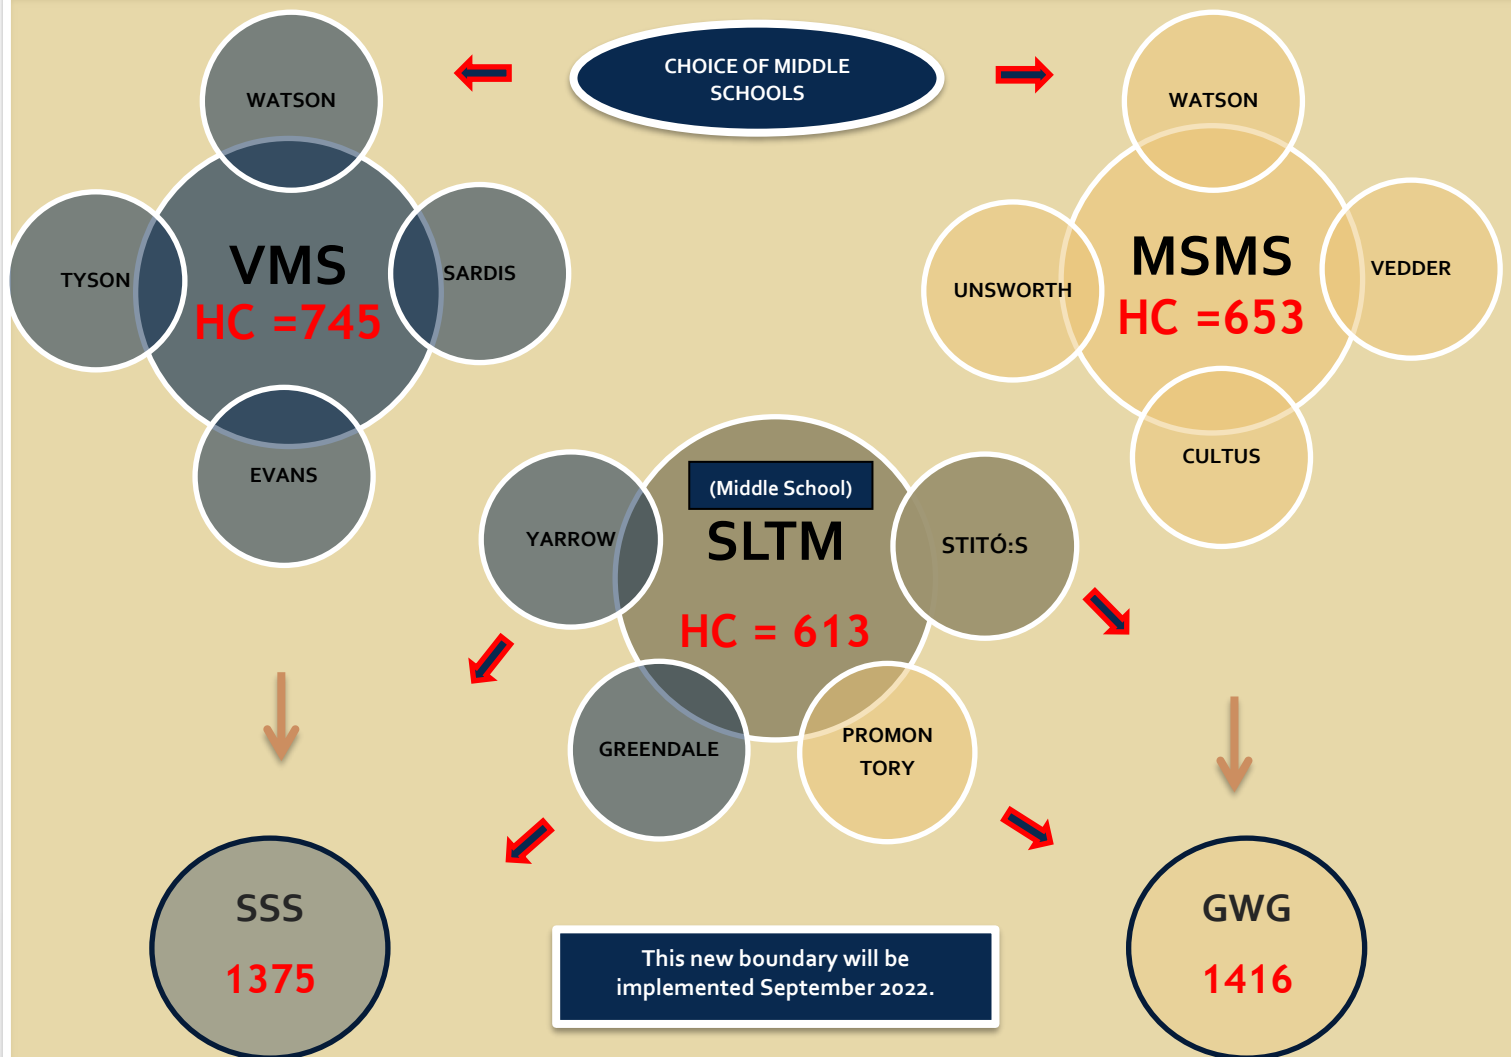 CHOICE OF MIDDLE
SCHOOLS
WATSON
TYSON
VMS
HC =745
SARDIS
EVANS
WATSON
UNSWORTH
MSMS
HC =653
VEDDER
CULTUS
(Middle School)
SLTM
HC = 613
YARROW
STITÓ:S
GREENDALE
PROMON
TORY
SSS
1375
This new boundary will be
implemented September 2022.
GWG
1416